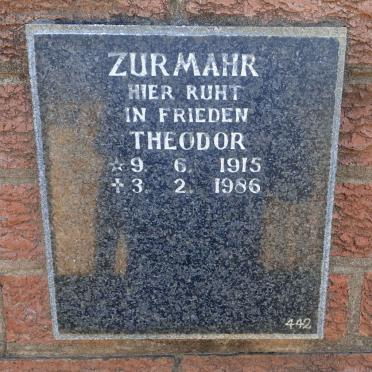 ZURMAHR
HIER RUHT
IN FRIEDEN
THEODOR
☆ 9. 6. 1915
✝ 3. 2. 1986
442